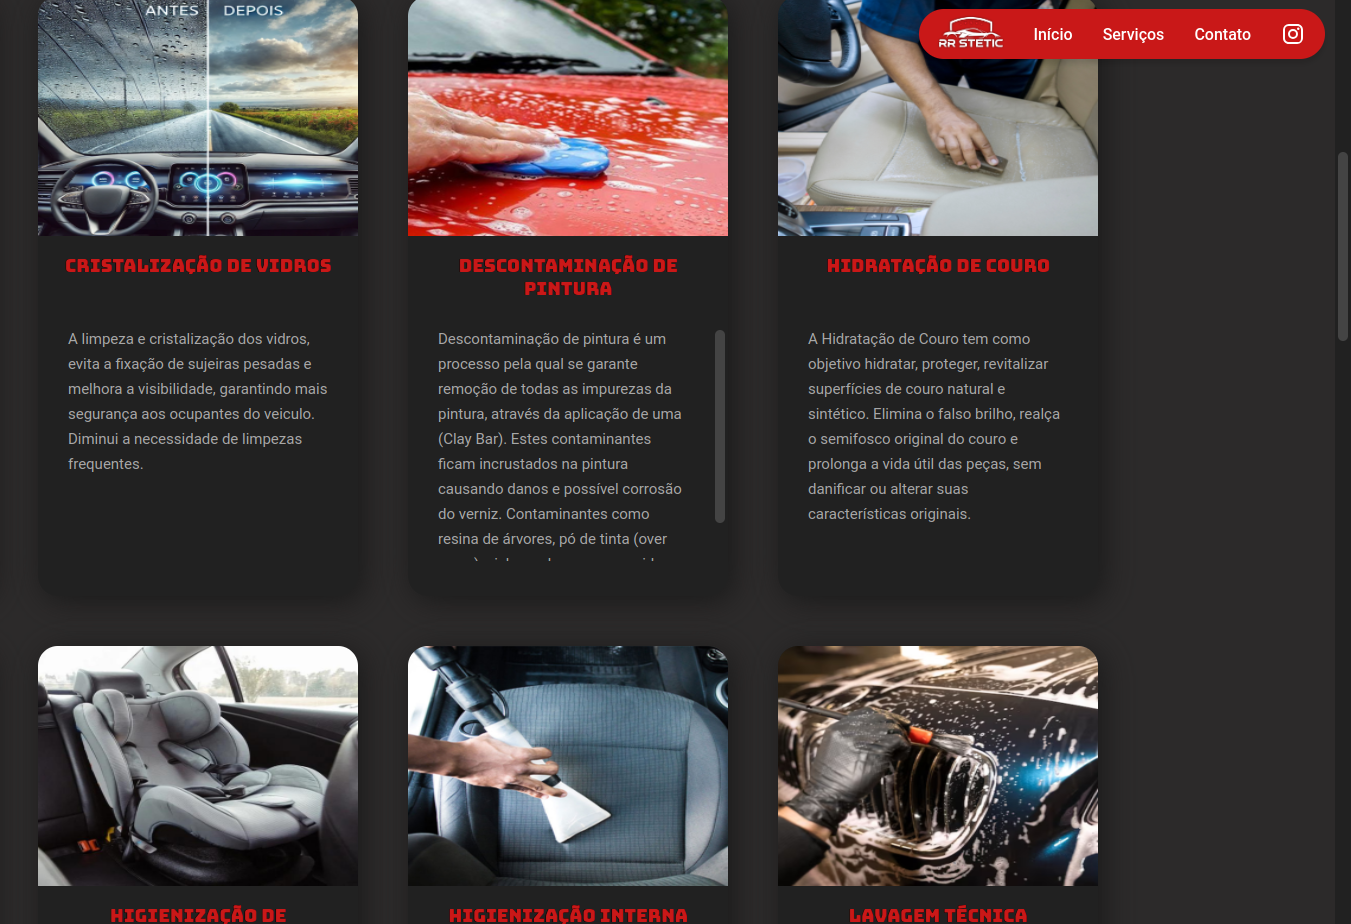 ANTES DEPOIS
RR STETIC
Início Serviços Contato
CRISTALIZAÇÃO DE VIDROS
A limpeza e cristalização dos vidros,
evita a fixação de sujeiras pesadas e
melhora a visibilidade, garantindo mais
segurança aos ocupantes do veiculo.
Diminui a necessidade de limpezas
frequentes.
DESCONTAMINAÇÃO DE
PINTURA
Descontaminação de pintura é um
processo pela qual se garante
remoção de todas as impurezas da
pintura, através da aplicação de uma
(Clay Bar). Estes contaminantes
ficam incrustados na pintura
causando danos e possível corrosão
do verniz. Contaminantes como
resina de árvores, pó de tinta (over
HIDRATAÇÃO DE COURO
A Hidratação de Couro tem como
objetivo hidratar, proteger, revitalizar
superfícies de couro natural e
sintético. Elimina o falso brilho, realça
o semifosco original do couro e
prolonga a vida útil das peças, sem
danificar ou alterar suas
características originais.
HIGIENIZAÇÃO DE
HIGIENIZAÇÃO INTERNA
LAVAGEM TÉCNICA